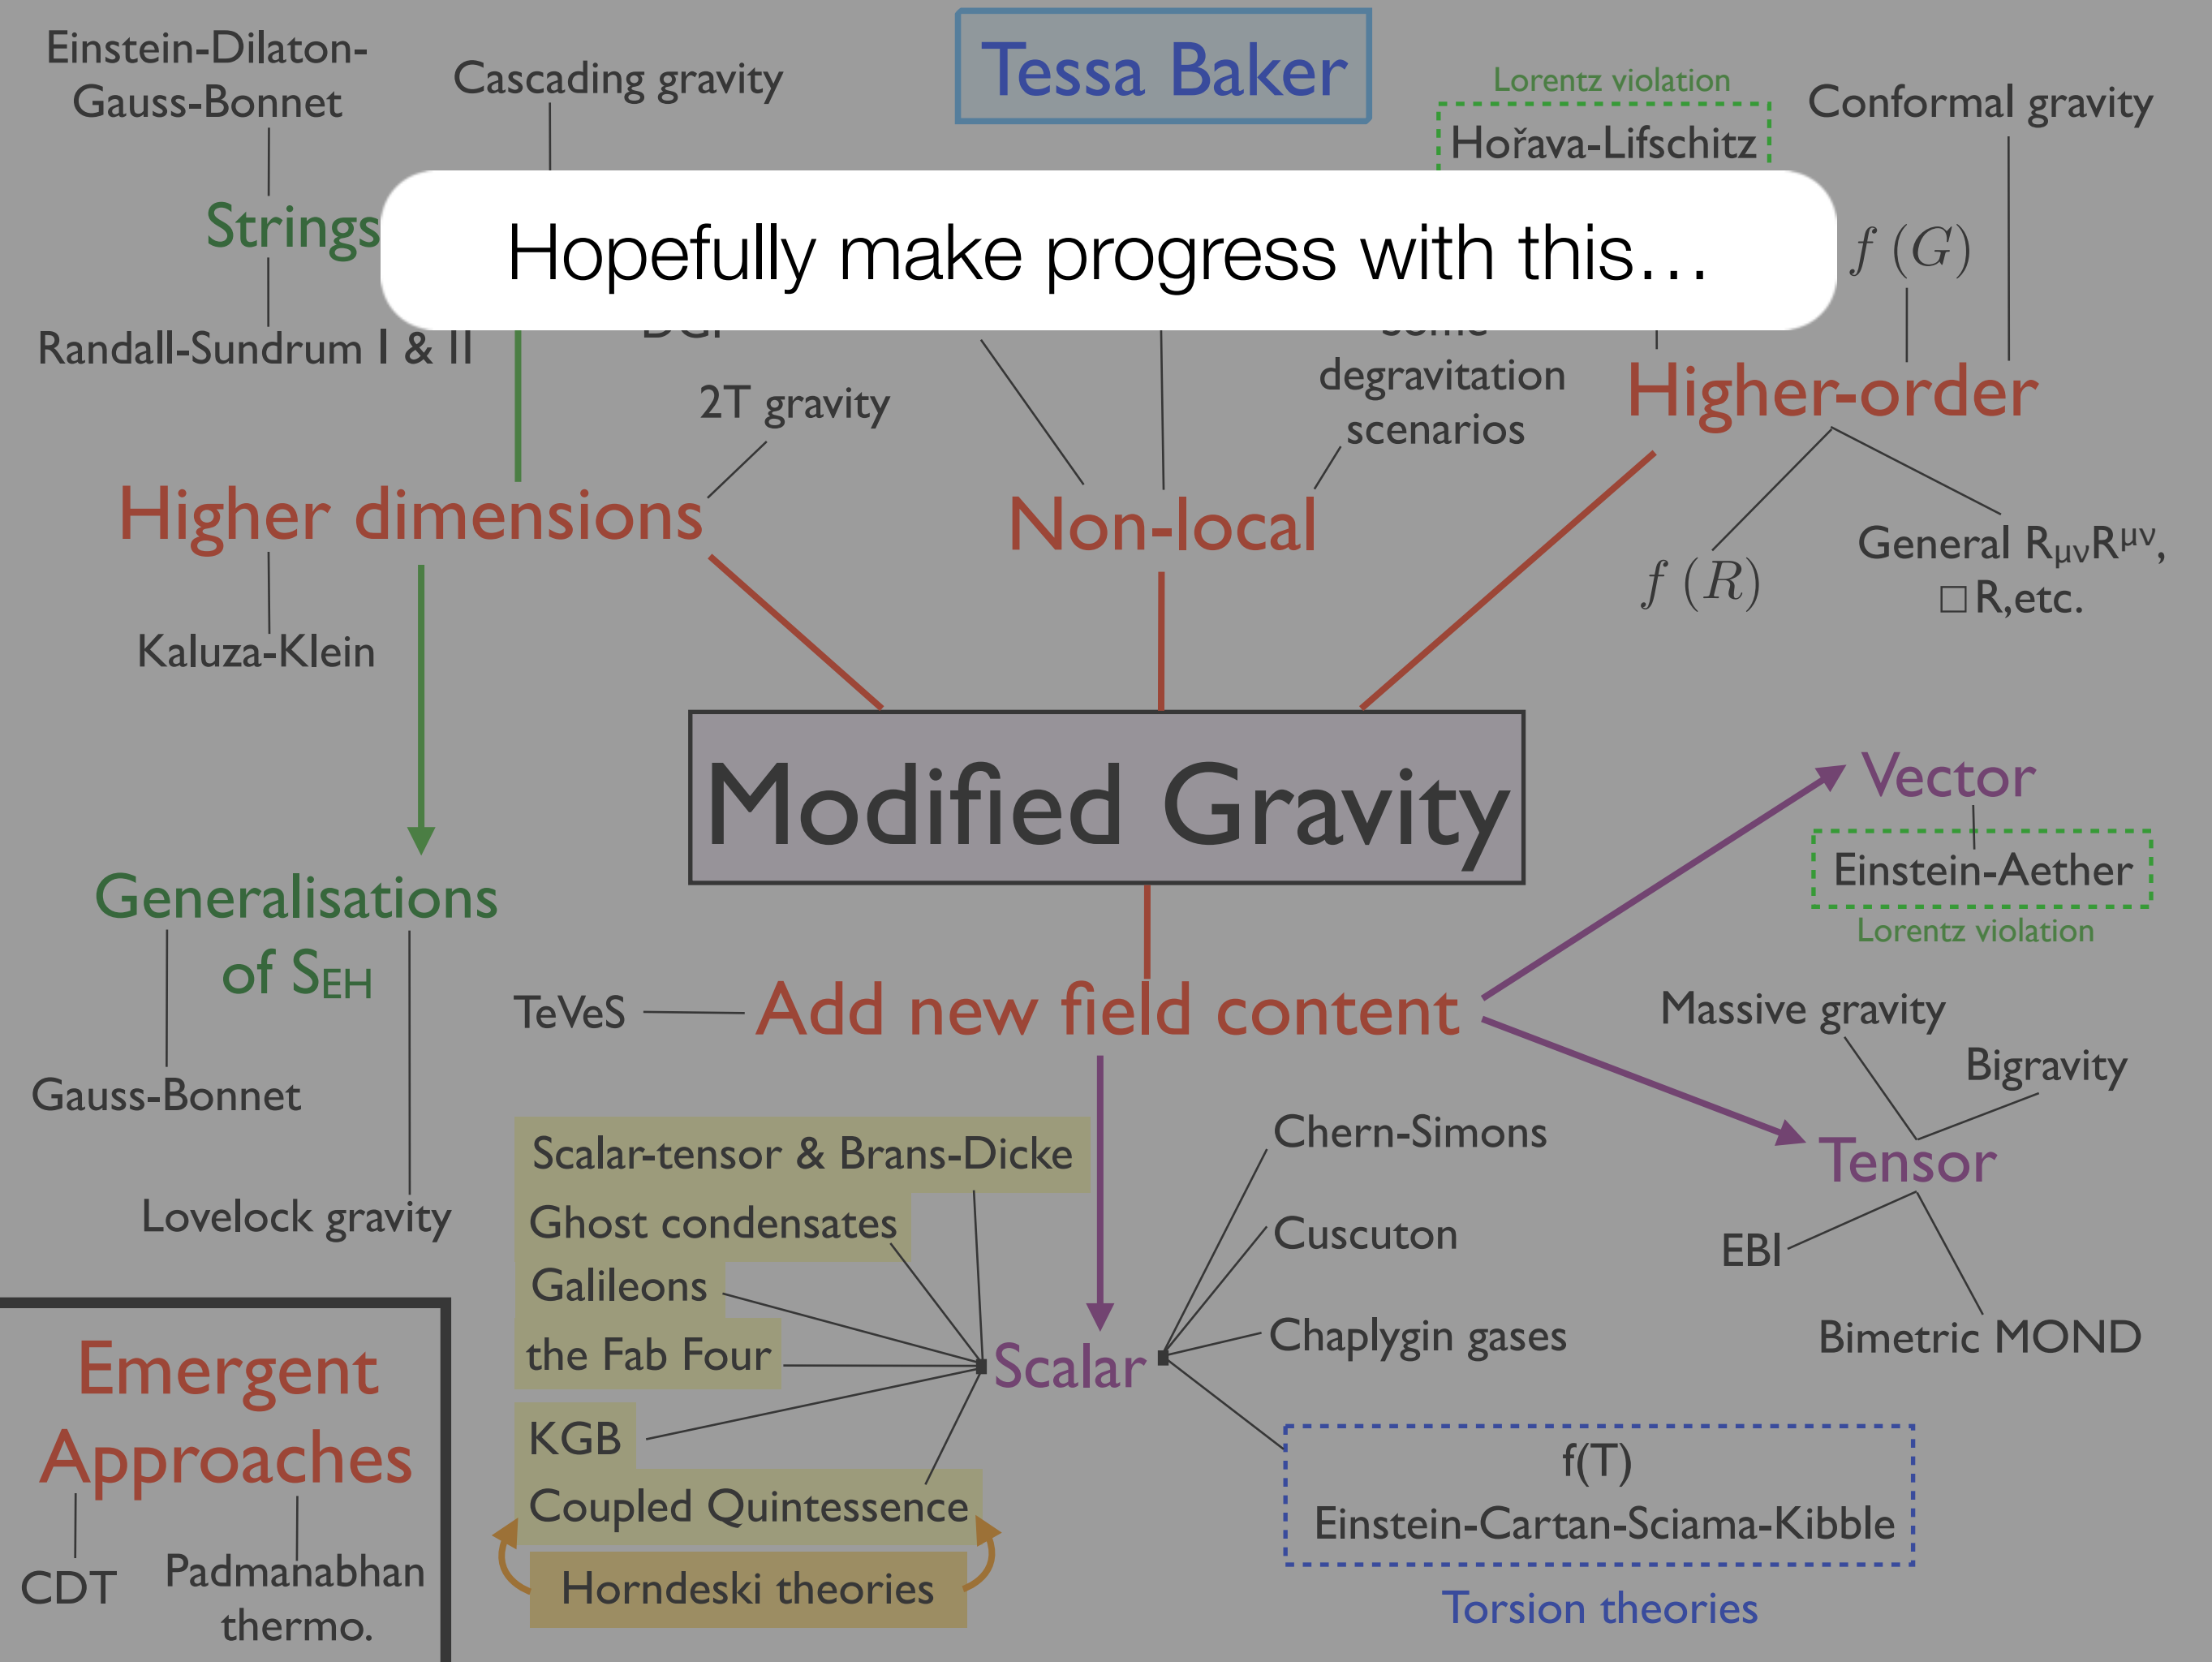 Einstein-Dilaton-
Gauss-Bonnet
Cascading gravity
Tessa Baker
Lorentz violation
Hořava-Lifschitz
Conformal gravity
Strings
Hopefully make progress with this...
f (G)
Randall-Sundrum I & II
2T gravity
degravitation
scenarios
Higher-order
Higher dimensions
Non-local
f (R)
General RμνRμν,
□R,etc.
Kaluza-Klein
Modified Gravity
Vector
Einstein-Aether
Lorentz violation
Generalisations
of SEH
TeVeS
Add new field content
Massive gravity
Bigravity
Gauss-Bonnet
Scalar-tensor & Brans-Dicke
Chern-Simons
Tensor
Lovelock gravity
Ghost condensates
Cuscuton
EBI
Galileons
the Fab Four
Scalar
Chaplygin gases
Bimetric MOND
Emergent
Approaches
KGB
f(T)
Coupled Quintessence
Einstein-Cartan-Sciama-Kibble
CDT
Padmanabhan
thermo.
Horndeski theories
Torsion theories